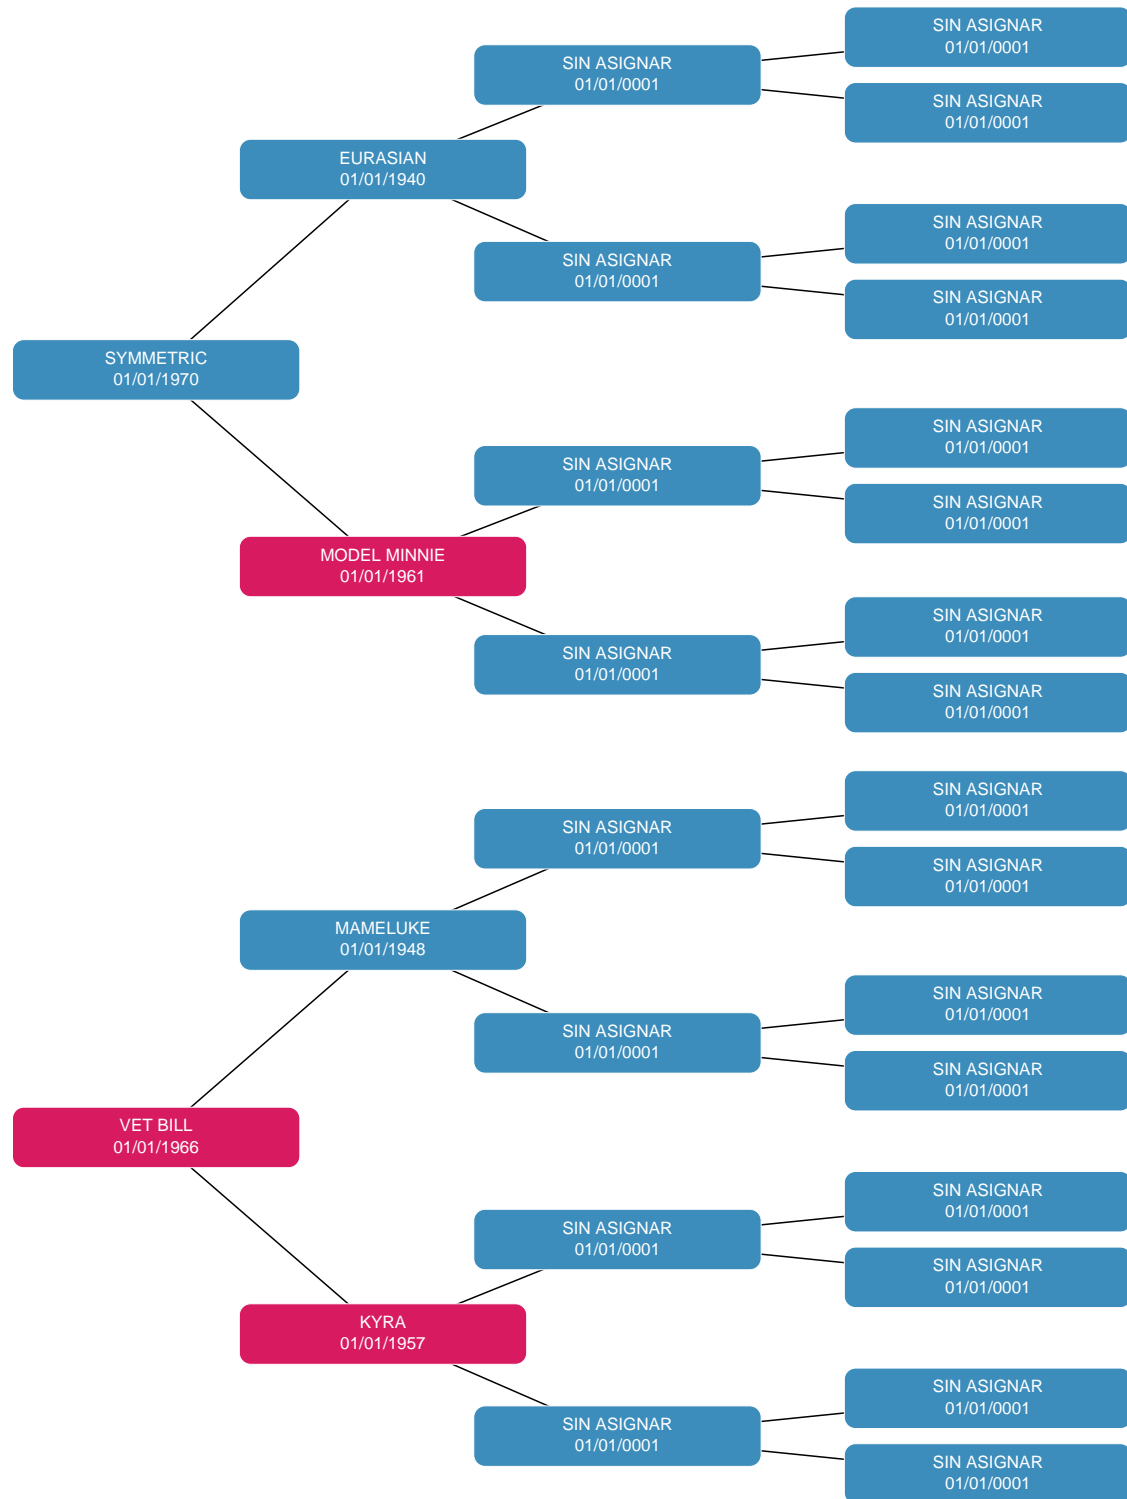 SIN ASIGNAR
01/01/0001
SIN ASIGNAR
01/01/0001
SIN ASIGNAR
01/01/0001
EURASIAN
01/01/1940
SIN ASIGNAR
01/01/0001
SIN ASIGNAR
01/01/0001
SIN ASIGNAR
01/01/0001
SYMMETRIC
01/01/1970
SIN ASIGNAR
01/01/0001
SIN ASIGNAR
01/01/0001
SIN ASIGNAR
01/01/0001
MODEL MINNIE
01/01/1961
SIN ASIGNAR
01/01/0001
SIN ASIGNAR
01/01/0001
SIN ASIGNAR
01/01/0001
SIN ASIGNAR
01/01/0001
SIN ASIGNAR
01/01/0001
SIN ASIGNAR
01/01/0001
MAMELUKE
01/01/1948
SIN ASIGNAR
01/01/0001
SIN ASIGNAR
01/01/0001
SIN ASIGNAR
01/01/0001
VET BILL
01/01/1966
SIN ASIGNAR
01/01/0001
SIN ASIGNAR
01/01/0001
SIN ASIGNAR
01/01/0001
KYRA
01/01/1957
SIN ASIGNAR
01/01/0001
SIN ASIGNAR
01/01/0001
SIN ASIGNAR
01/01/0001